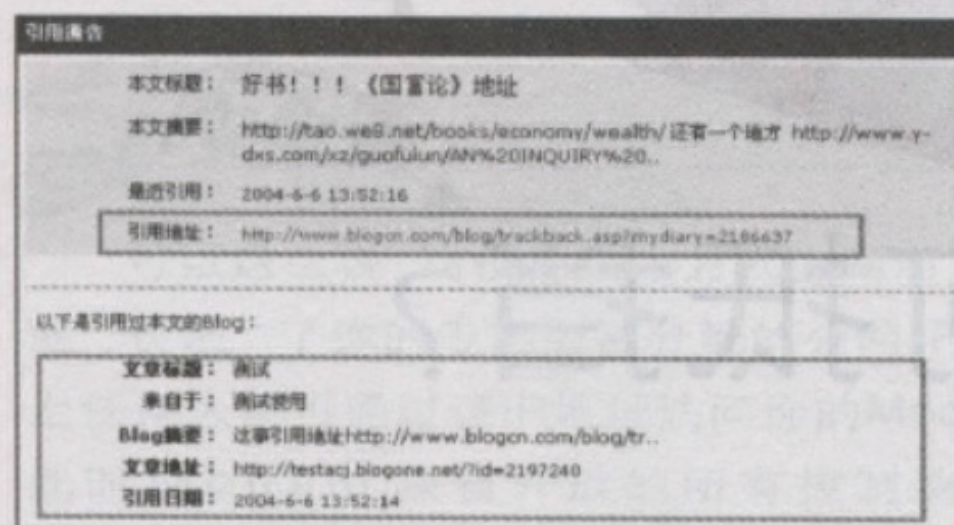 引用通告
本文标题： 好书！！！《国富论》地址
本文摘要： http://tao.we8.net/books/economy/wealth/ 还有一个地方 http://www.y-
dxs.com/xz/guofulun/AN%20INQUIRY%20..
最近引用： 2004-6-6 13:52:16
引用地址： http://www.blogcn.com/blog/trackback.asp?mydiary=2186637
以下是引用过本文的Blog：
文章标题： 测试
来自于： 测试使用
Blog摘要： 这事引用地址http://www.blogcn.com/blog/tr..
文章地址： http://testacj.blogone.net/?id=2197240
引用日期： 2004-6-6 13:52:14